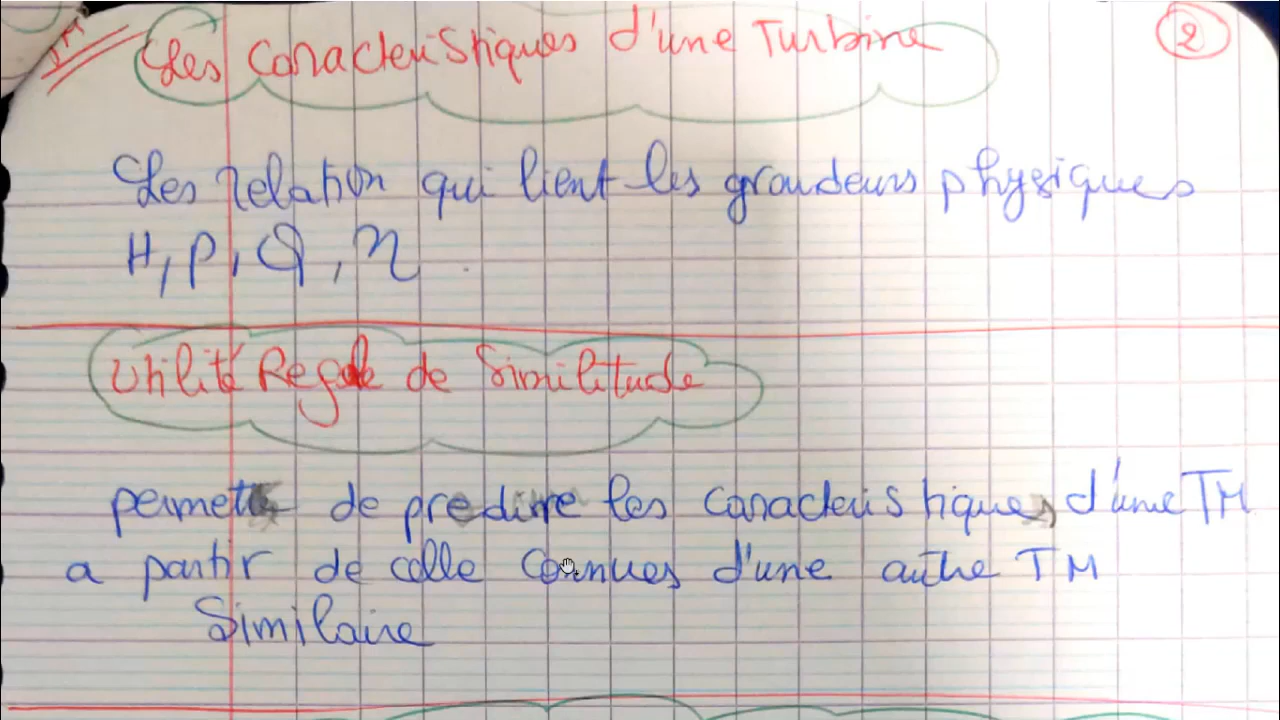 Les Caracteristiques d'une Turbine
2
Les relation qui lient les grandeurs physiques
H, P, Q, η
Utilité Regle de Similitude
permet de predire les caracteristiques d'une TM
a partir de celle connues d'une autre TM
Similaire